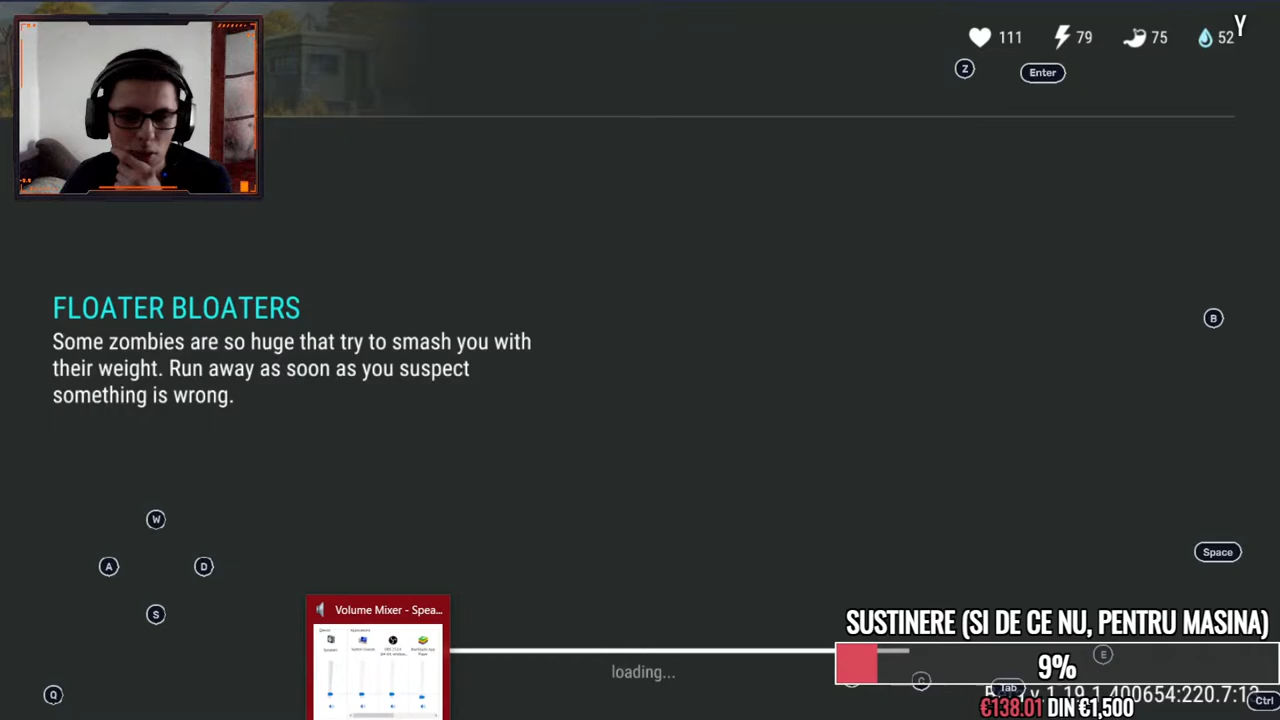 Y
111
79
75
52
Z
Enter
FLOATER BLOATERS
Some zombies are so huge that try to smash you with
their weight. Run away as soon as you suspect
something is wrong.
B
W
A
D
S
Space
Volume Mixer - Spea...
SUSTINERE (SI DE CE NU, PENTRU MASINA)
loading...
9%
E
C
Q
Tab
Ctrl
€138.01 DIN €1,500